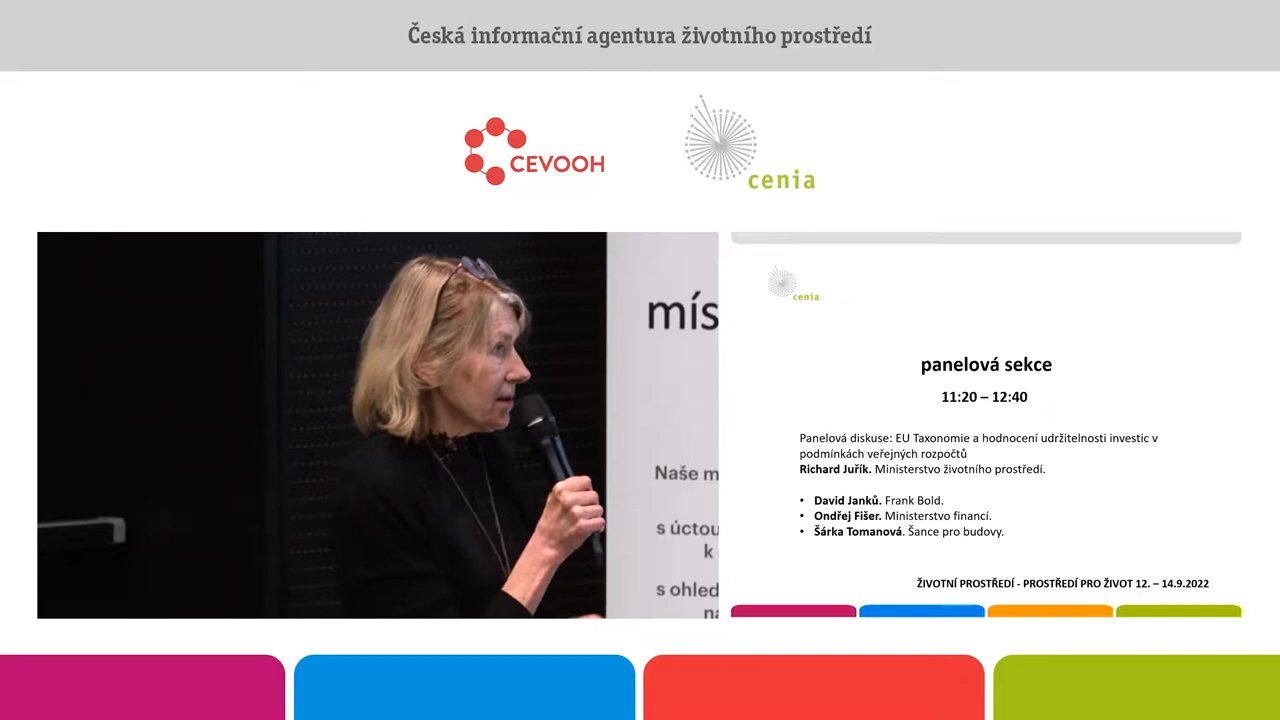 Česká informační agentura životního prostředí
CEVOOH
cenia
mís
Naše m
s úctou
k
s ohled
na
cenia
panelová sekce
11:20 – 12:40
Panelová diskuse: EU Taxonomie a hodnocení udržitelnosti investic v
podmínkách veřejných rozpočtů
Richard Juřík. Ministerstvo životního prostředí.
• David Janků. Frank Bold.
• Ondřej Fišer. Ministerstvo financí.
• Šárka Tomanová. Šance pro budovy.
ŽIVOTNÍ PROSTŘEDÍ - PROSTŘEDÍ PRO ŽIVOT 12. – 14.9.2022